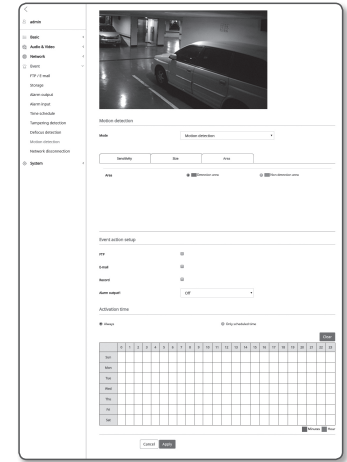 admin
Basic
Audio & Video
Network
Event
FTP / E-mail
Storage
Alarm output
Alarm input
Time schedule
Tampering detection
Defocus detection
Motion detection
Network disconnection
System
Motion detection
Mode
Motion detection
Sensitivity
Size
Area
Area
Detection zone
Non detection zone
Event action setup
FTP
E-mail
Record
Alarm output1
Off
Activation time
Always
Only scheduled time
Clear
0 1 2 3 4 5 6 7 8 9 10 11 12 13 14 15 16 17 18 19 20 21 22 23
Sun
Mon
Tue
Wed
Thu
Fri
Sat
Minutes
Hour
Cancel
Apply